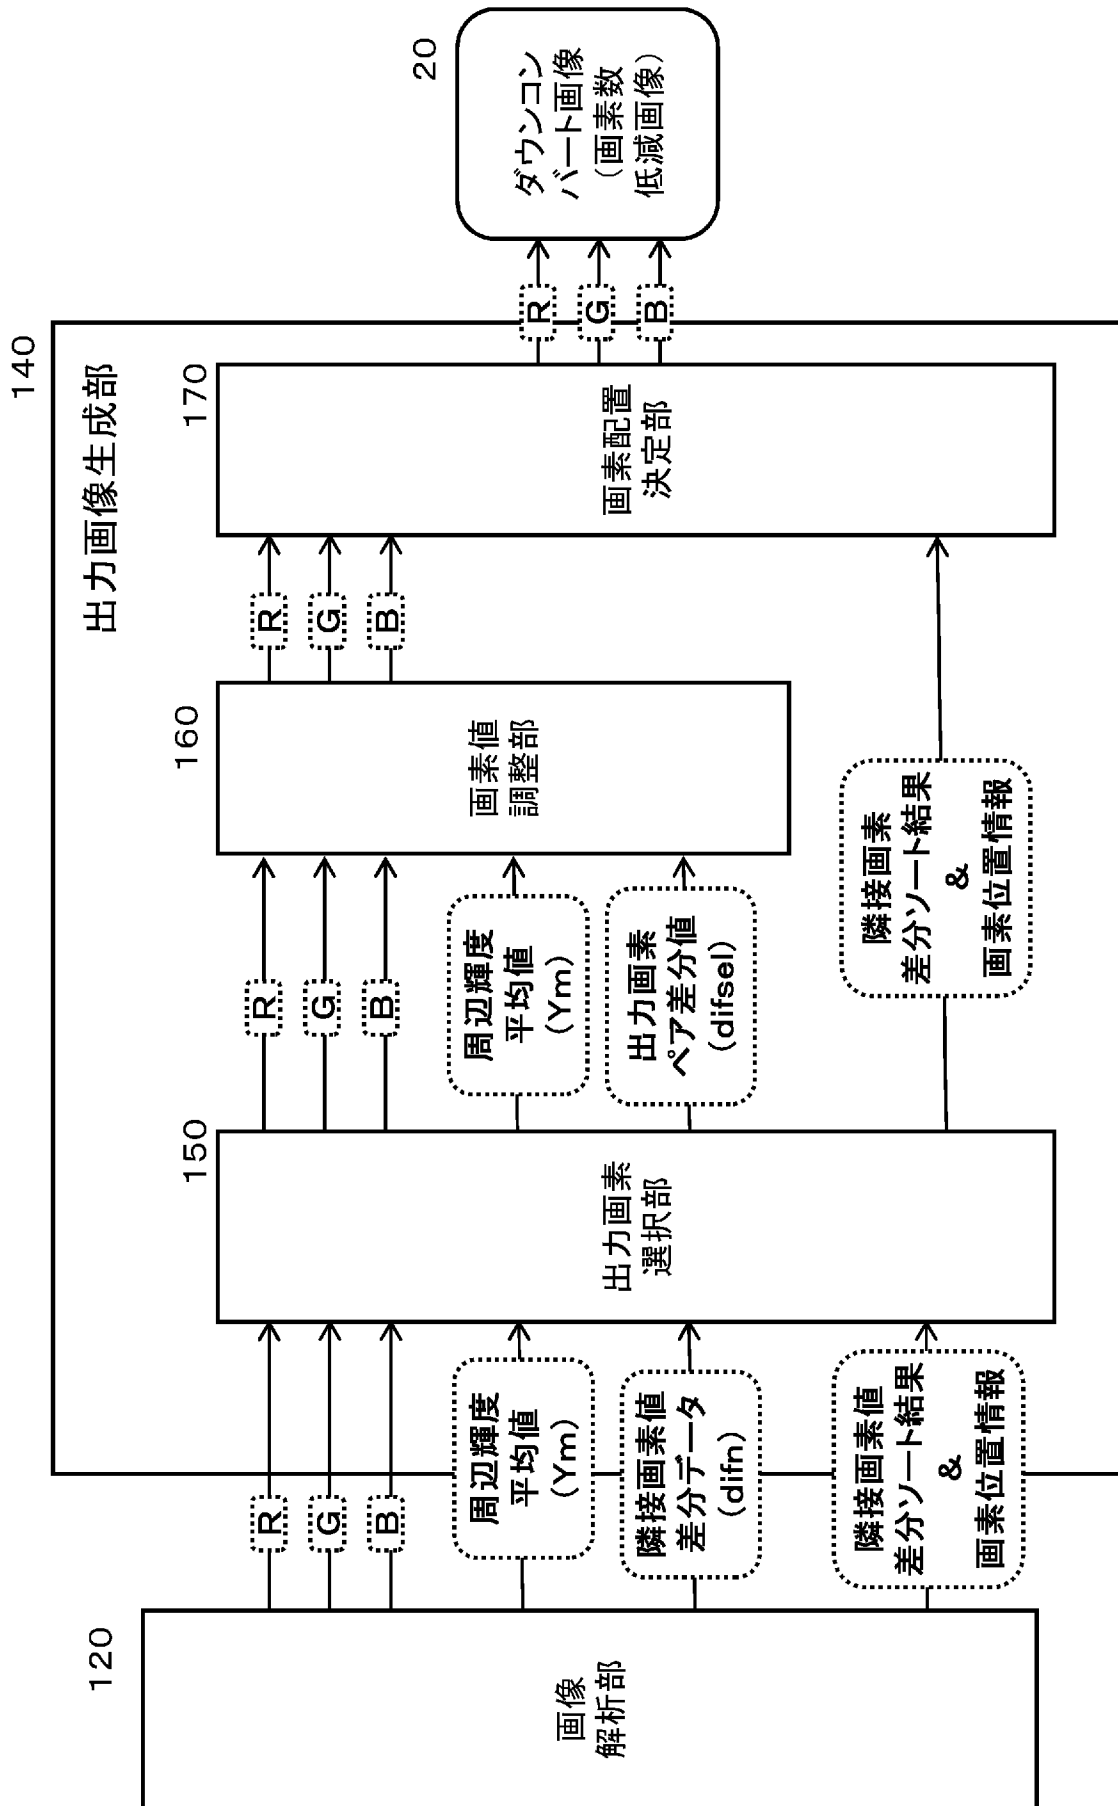 140
出力画像生成部
120
画像
解析部
R
G
B
周辺輝度
平均値
(Ym)
隣接画素値
差分データ
(difn)
隣接画素値
差分ソート結果
&
画素位置情報
150
出力画素
選択部
R
G
B
周辺輝度
平均値
(Ym)
出力画素
ペア差分値
(difsel)
隣接画素
差分ソート結果
&
画素位置情報
160
画素値
調整部
R
G
B
170
画素配置
決定部
R
G
B
20
ダウンコン
バート画像
(画素数
低減画像)